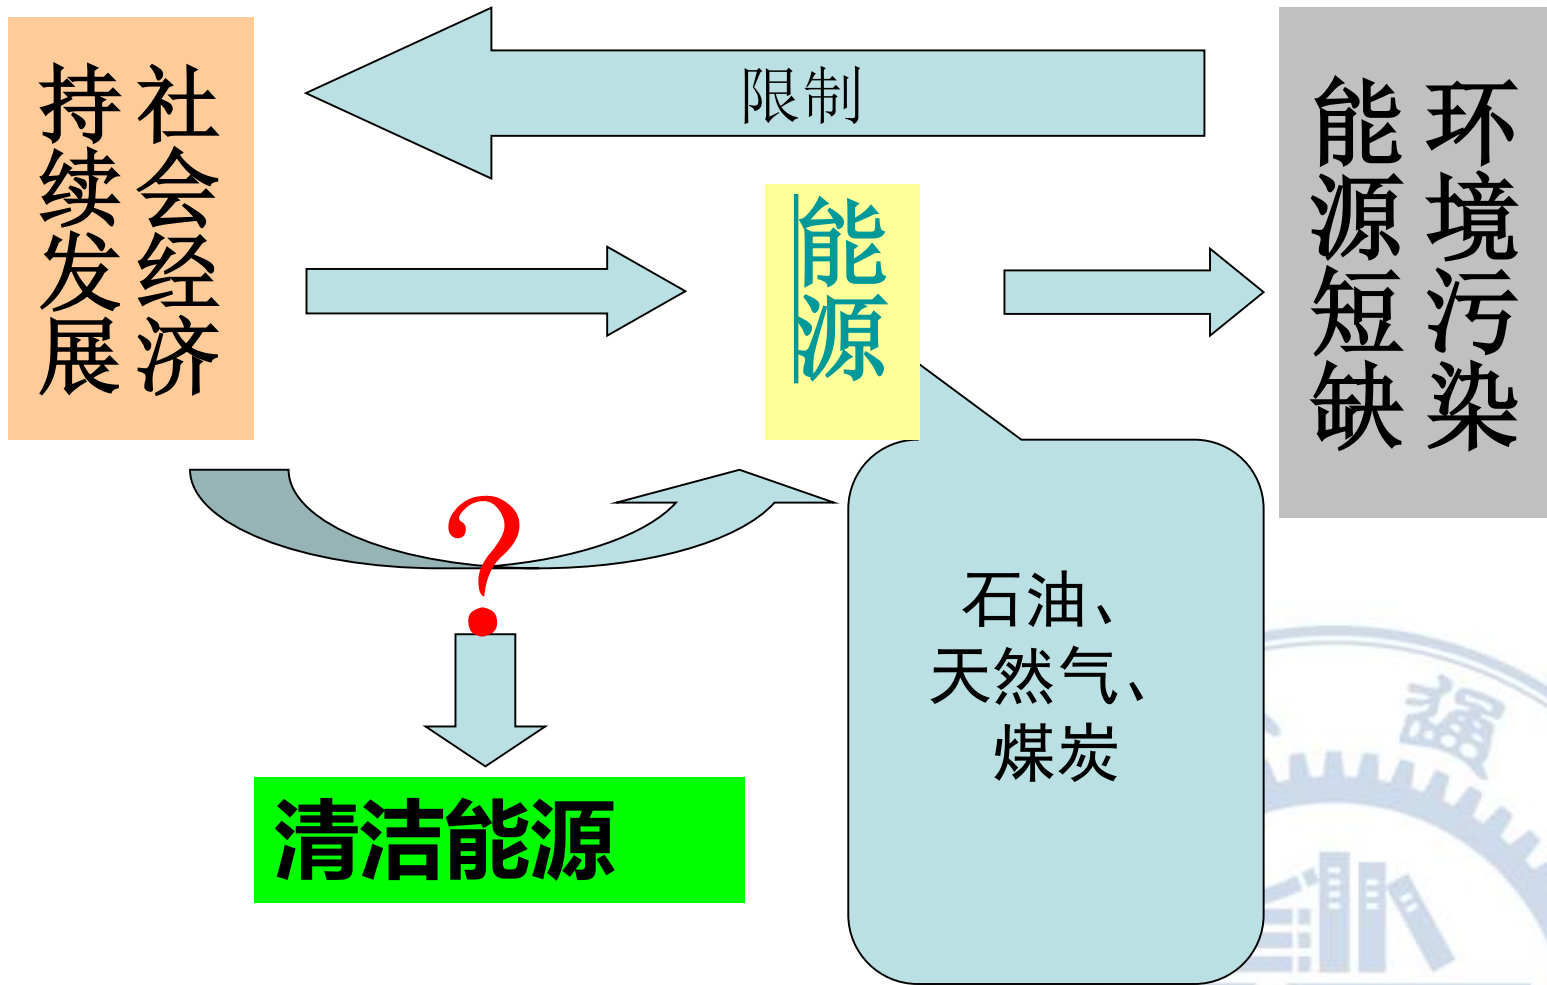 社会经济
持续发展
限制
能源
环境污染
能源短缺
?
石油、
天然气、
煤炭
清洁能源